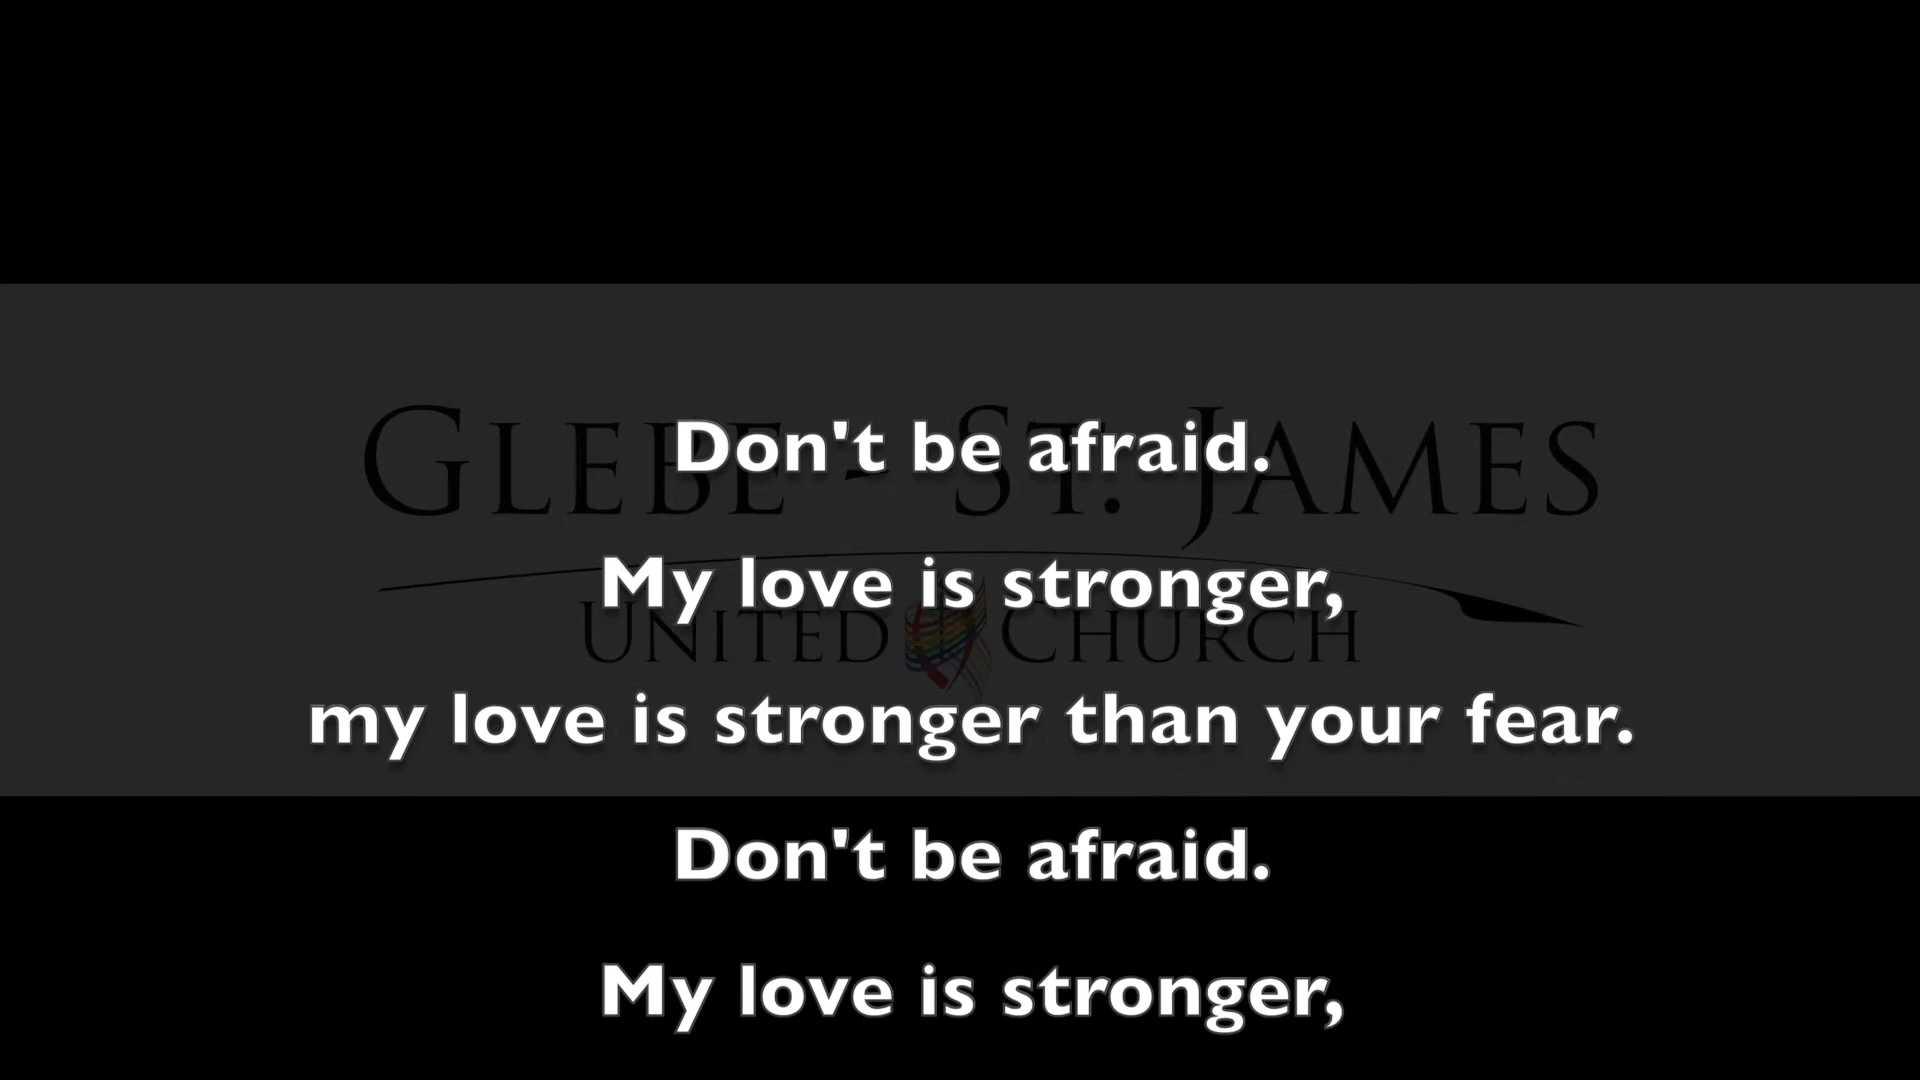 GLEBE - ST. JAMES
UNITED CHURCH
Don't be afraid.
My love is stronger,
my love is stronger than your fear.
Don't be afraid.
My love is stronger,